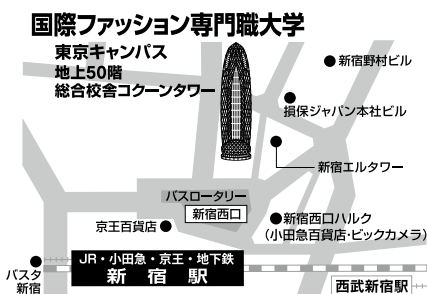 国際ファッション専門職大学
東京キャンパス
地上50階
総合校舎コクーンタワー
新宿野村ビル
損保ジャパン本社ビル
新宿エルタワー
バスロータリー
新宿西口
京王百貨店
新宿西口ハルク
（小田急百貨店・ビックカメラ）
JR・小田急・京王・地下鉄
新宿駅
バスタ
新宿
西武新宿駅